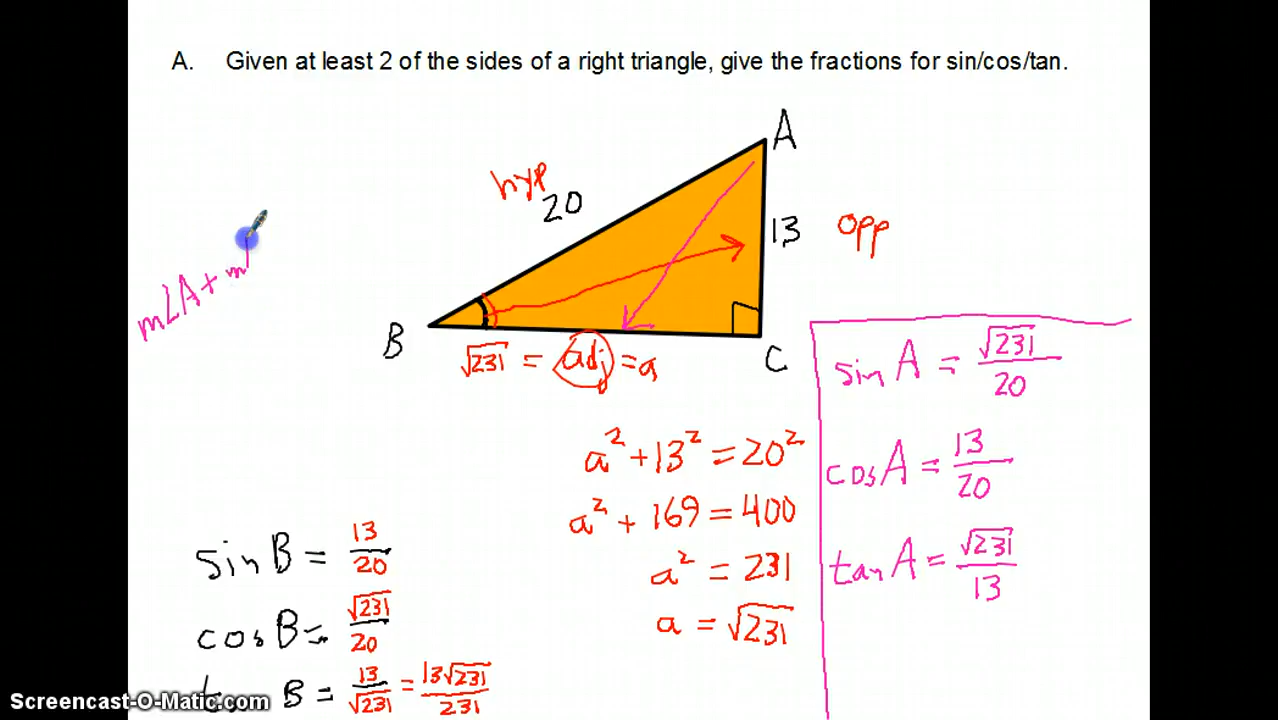 A. Given at least 2 of the sides of a right triangle, give the fractions for sin/cos/tan.
A
hyp
20
13 opp
m∠A + m
B
√231 = adj = a
C
sin A = √231/20
a² + 13² = 20²
cos A = 13/20
a² + 169 = 400
sin B = 13/20
a² = 231
tan A = √231/13
cos B = √231/20
a = √231
B = 13/√231 = 13√231/231
Screencast-O-Matic.com